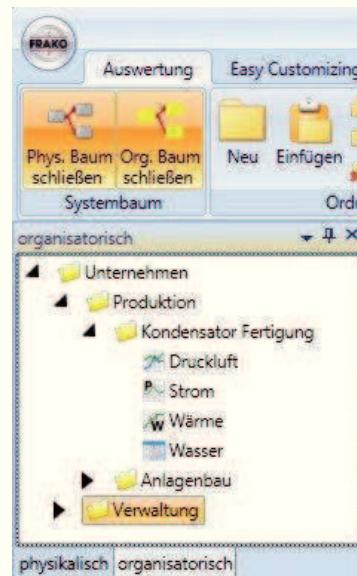 FRAKO
Auswertung Easy Customizing
Phys. Baum schließen Org. Baum schließen Neu Einfügen
Systembaum Ord
organisatorisch
Unternehmen
Produktion
Kondensator Fertigung
Druckluft
Strom
Wärme
Wasser
Anlagenbau
Verwaltung
physikalisch organisatorisch